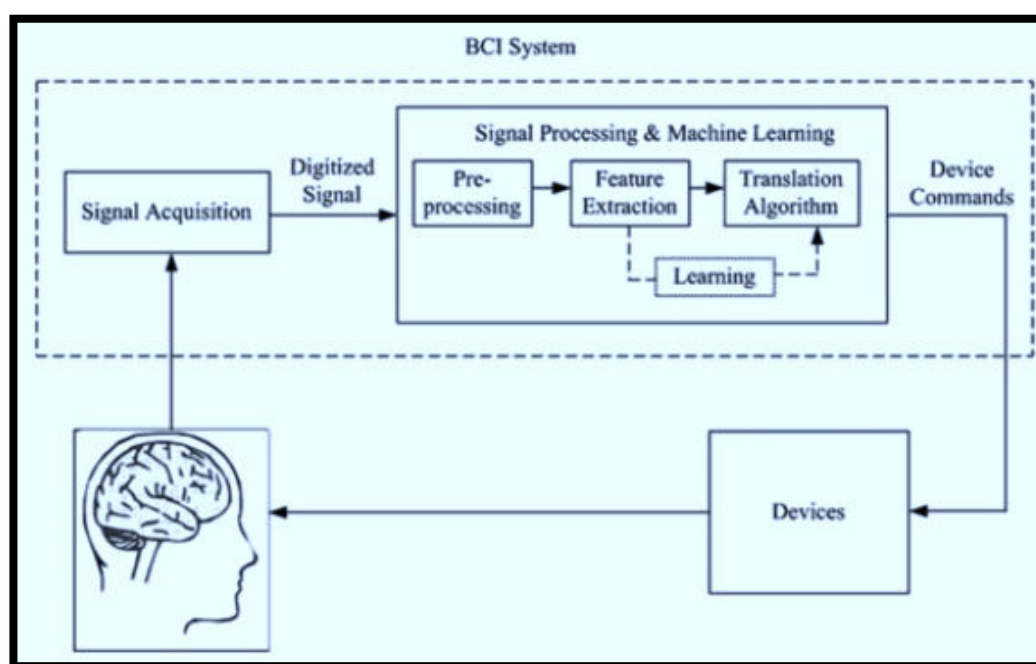 BCI System
Signal Acquisition
Digitized
Signal
Signal Processing & Machine Learning
Pre-
processing
Feature
Extraction
Translation
Algorithm
Learning
Device
Commands
Devices